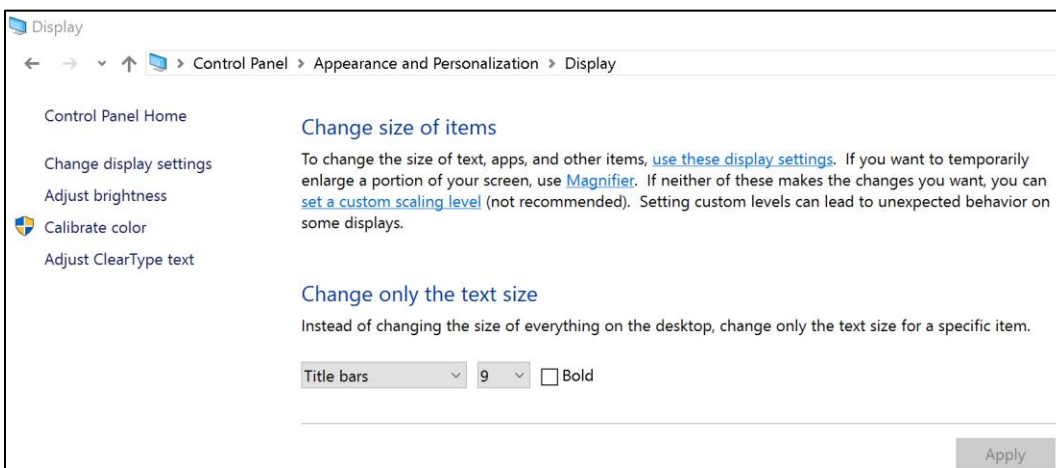 Display
Control Panel > Appearance and Personalization > Display
Control Panel Home
Change display settings
Adjust brightness
Calibrate color
Adjust ClearType text
Change size of items
To change the size of text, apps, and other items, use these display settings. If you want to temporarily
enlarge a portion of your screen, use Magnifier. If neither of these makes the changes you want, you can
set a custom scaling level (not recommended). Setting custom levels can lead to unexpected behavior on
some displays.
Change only the text size
Instead of changing the size of everything on the desktop, change only the text size for a specific item.
Title bars 9 Bold
Apply